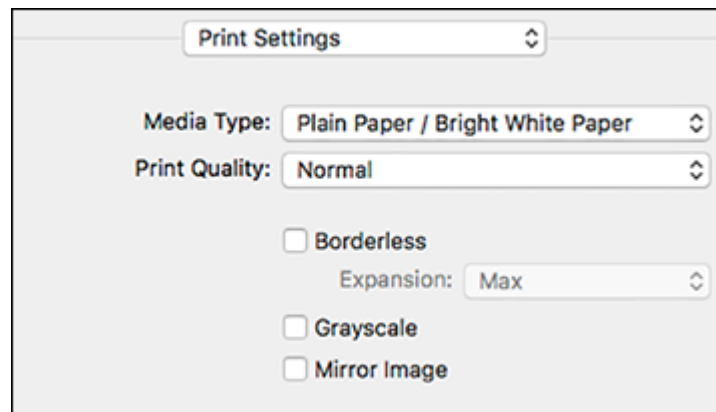 Print Settings
Media Type: Plain Paper / Bright White Paper
Print Quality: Normal
Borderless
Expansion: Max
Grayscale
Mirror Image